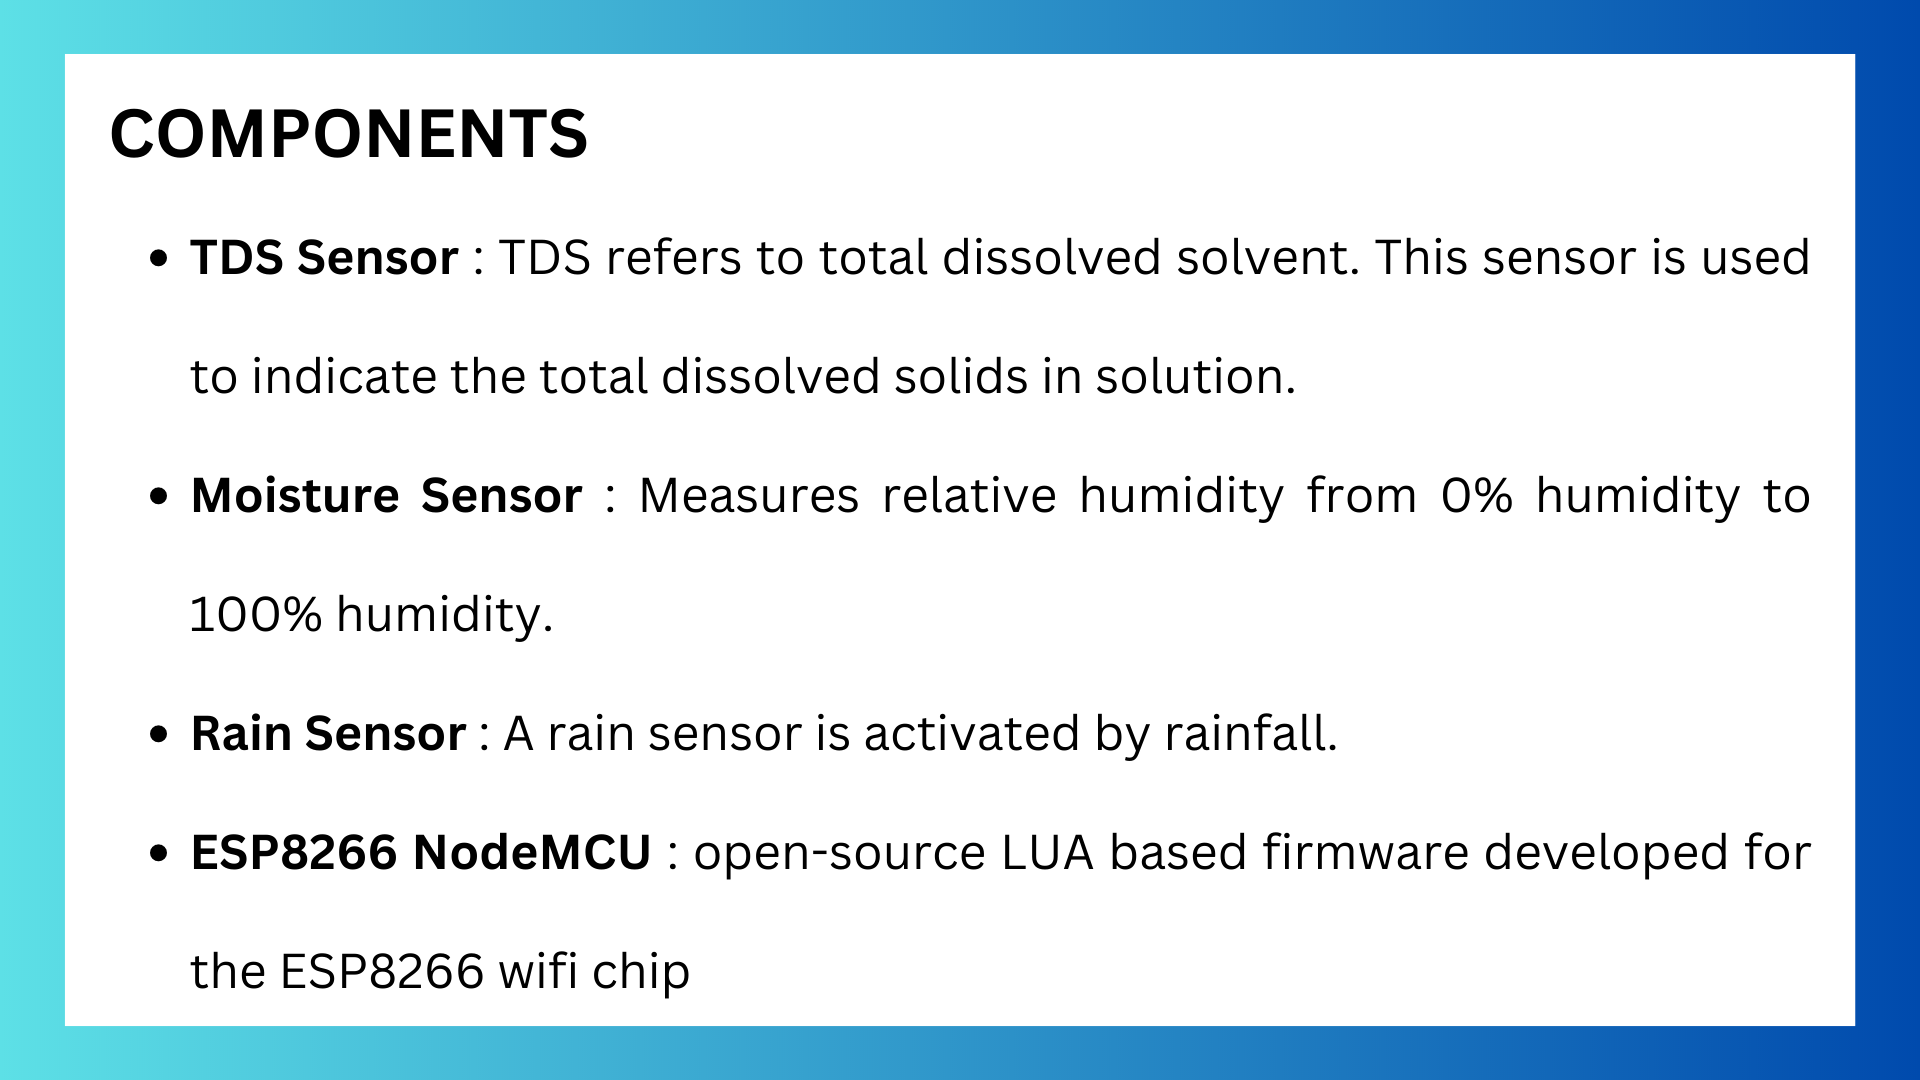 COMPONENTS
• TDS Sensor : TDS refers to total dissolved solvent. This sensor is used
to indicate the total dissolved solids in solution.
• Moisture Sensor : Measures relative humidity from 0% humidity to
100% humidity.
• Rain Sensor : A rain sensor is activated by rainfall.
• ESP8266 NodeMCU : open-source LUA based firmware developed for
the ESP8266 wifi chip